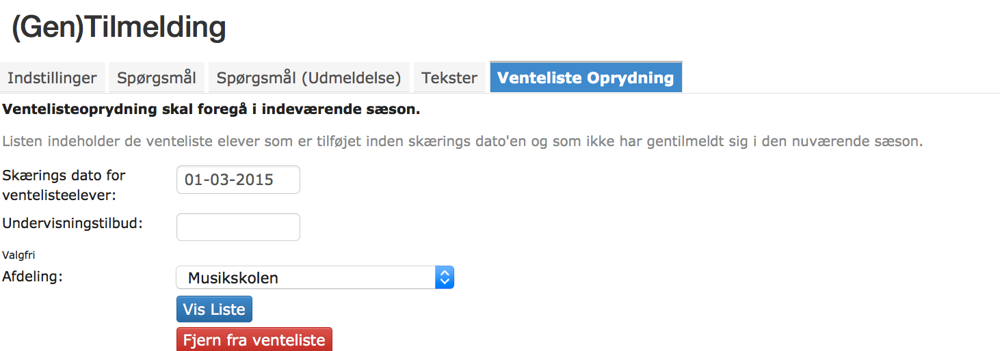 (Gen)Tilmelding
Indstillinger Spørgsmål Spørgsmål (Udmeldelse) Tekster Venteliste Oprydning
Ventelisteoprydning skal foregå i indeværende sæson.
Listen indeholder de venteliste elever som er tilføjet inden skærings dato'en og som ikke har gentilmeldt sig i den nuværende sæson.
Skærings dato for
ventelisteelever:
01-03-2015
Undervisningstilbud:
Valgfri
Afdeling: Musikskolen
Vis Liste
Fjern fra venteliste